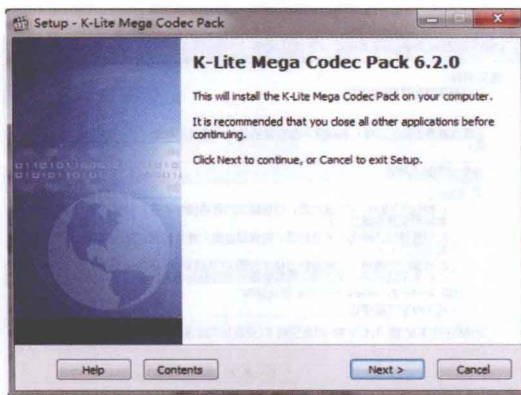 Setup - K-Lite Mega Codec Pack
K-Lite Mega Codec Pack 6.2.0
This will install the K-Lite Mega Codec Pack on your computer.
It is recommended that you close all other applications before
continuing.
Click Next to continue, or Cancel to exit Setup.
Help
Contents
Next >
Cancel